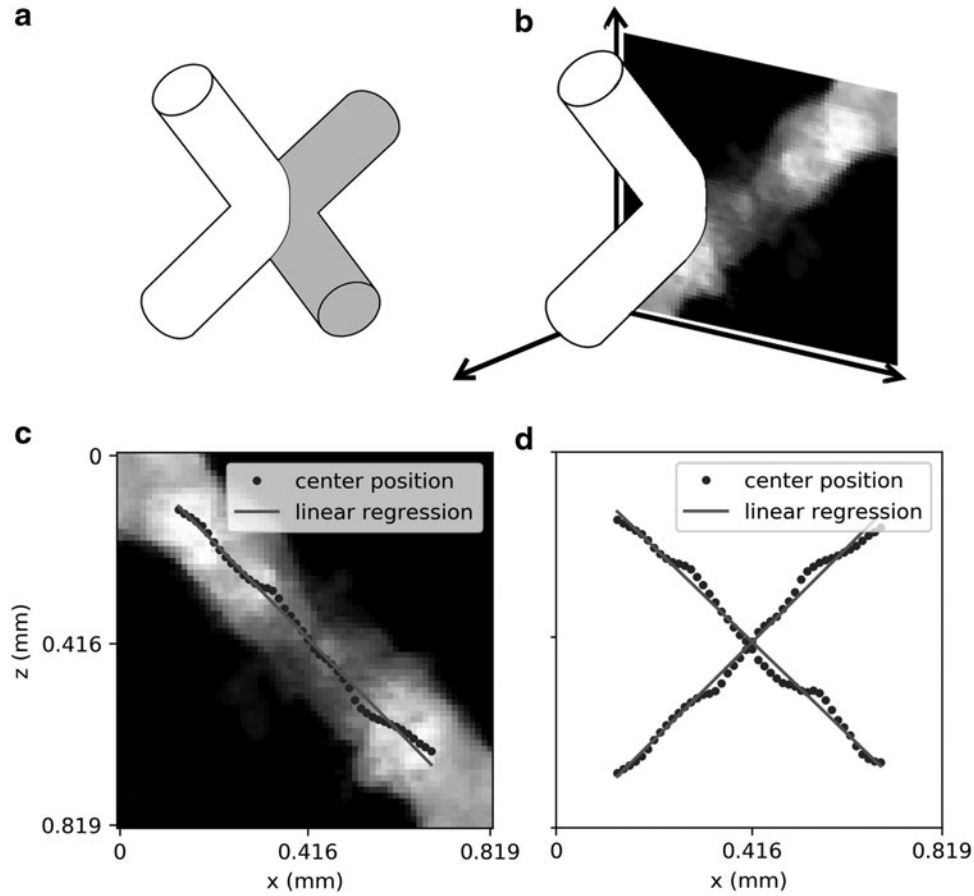 a
b
c
d
0
0.416
0.819
z (mm)
center position
linear regression
0
0.416
0.819
x (mm)
center position
linear regression
0
0.416
0.819
x (mm)